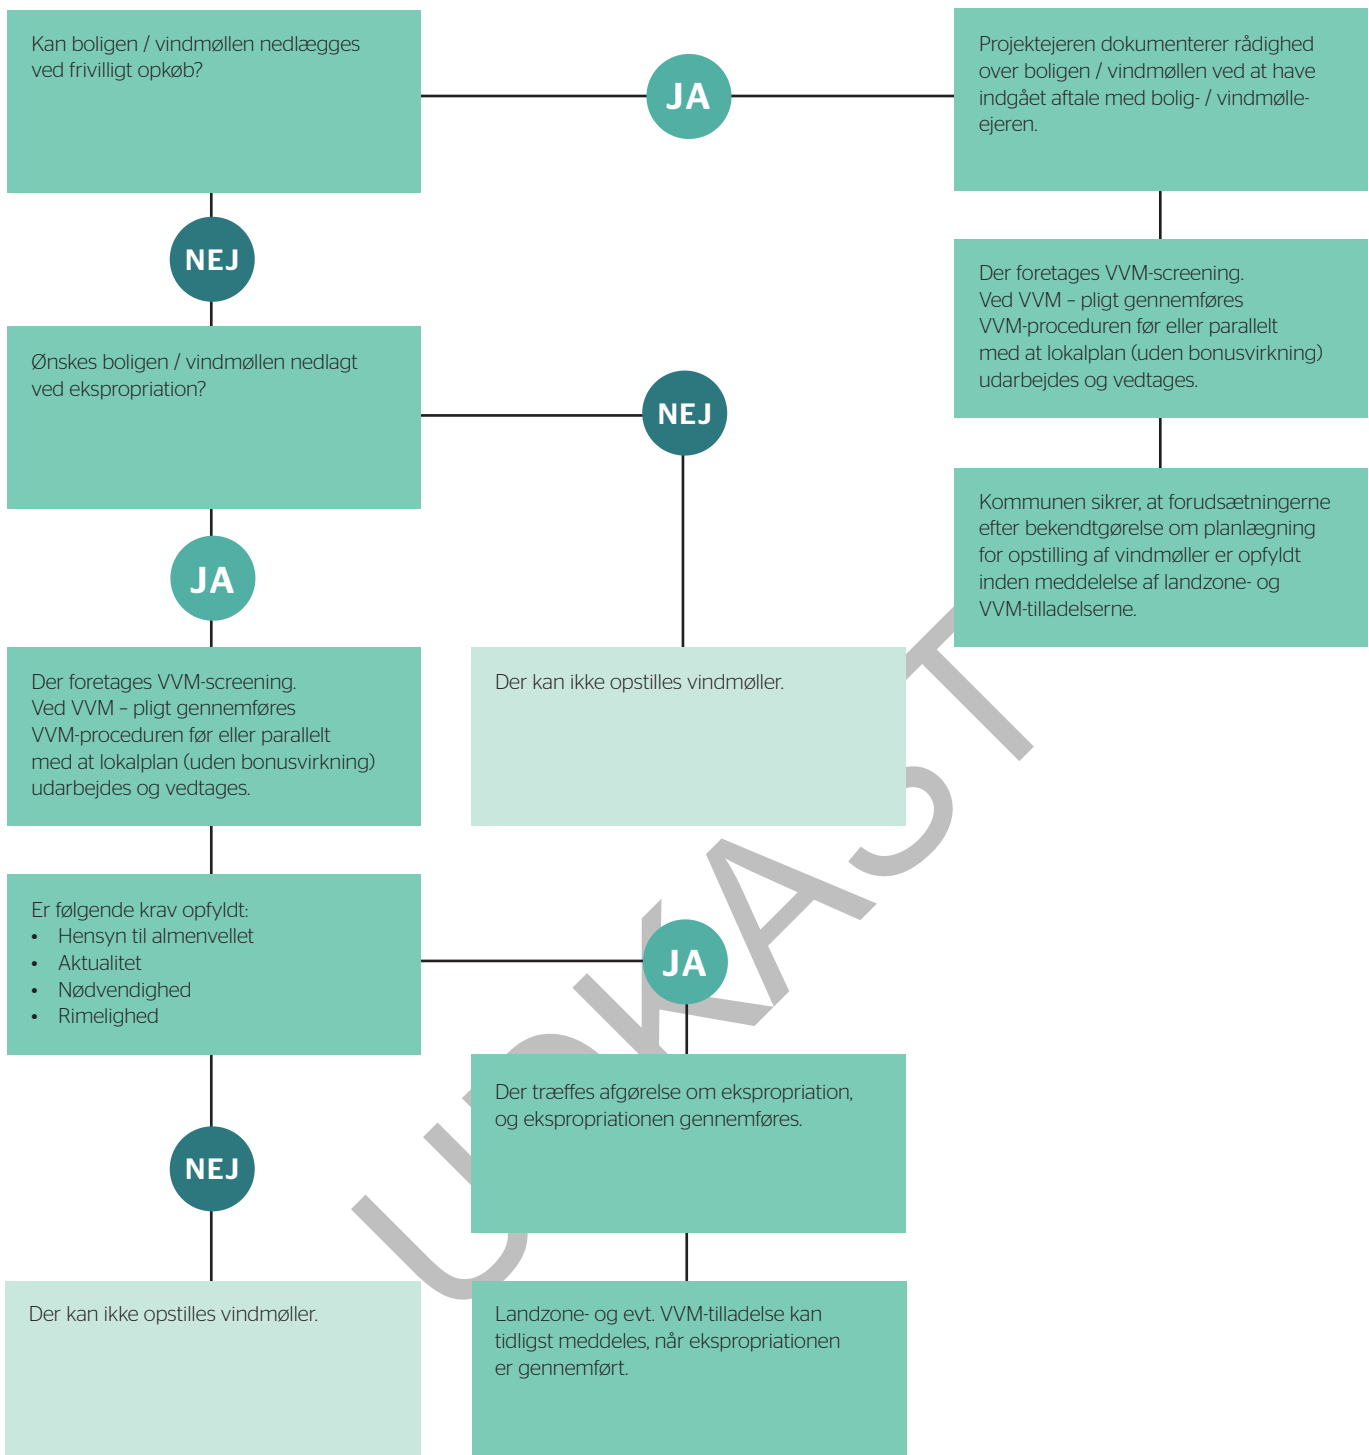 Kan boligen / vindmøllen nedlægges
ved frivilligt opkøb?
JA
Projektejeren dokumenterer rådighed
over boligen / vindmøllen ved at have
indgået aftale med bolig- / vindmølle-
ejeren.
NEJ
Der foretages VVM-screening.
Ved VVM – pligt gennemføres
VVM-proceduren før eller parallelt
med at lokalplan (uden bonusvirkning)
udarbejdes og vedtages.
Ønskes boligen / vindmøllen nedlagt
ved ekspropriation?
NEJ
Kommunen sikrer, at forudsætningerne
efter bekendtgørelse om planlægning
for opstilling af vindmøller er opfyldt
inden meddelelse af landzone- og
VVM-tilladelserne.
JA
Der foretages VVM-screening.
Ved VVM – pligt gennemføres
VVM-proceduren før eller parallelt
med at lokalplan (uden bonusvirkning)
udarbejdes og vedtages.
Der kan ikke opstilles vindmøller.
Er følgende krav opfyldt:
• Hensyn til almenvellet
• Aktualitet
• Nødvendighed
• Rimelighed
JA
Der træffes afgørelse om ekspropriation,
og ekspropriationen gennemføres.
NEJ
Der kan ikke opstilles vindmøller.
Landzone- og evt. VVM-tilladelse kan
tidligst meddeles, når ekspropriationen
er gennemført.
UDKAST